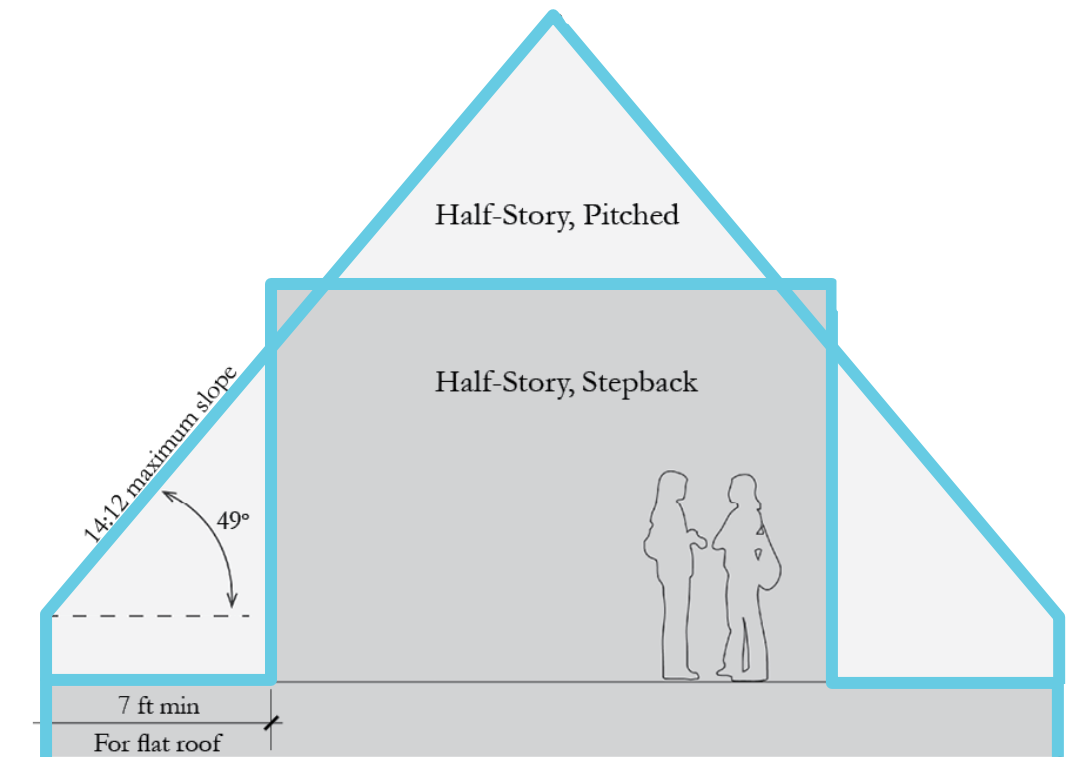 Half-Story, Pitched
Half-Story, Stepback
14:12 maximum slope
49°
7 ft min
For flat roof